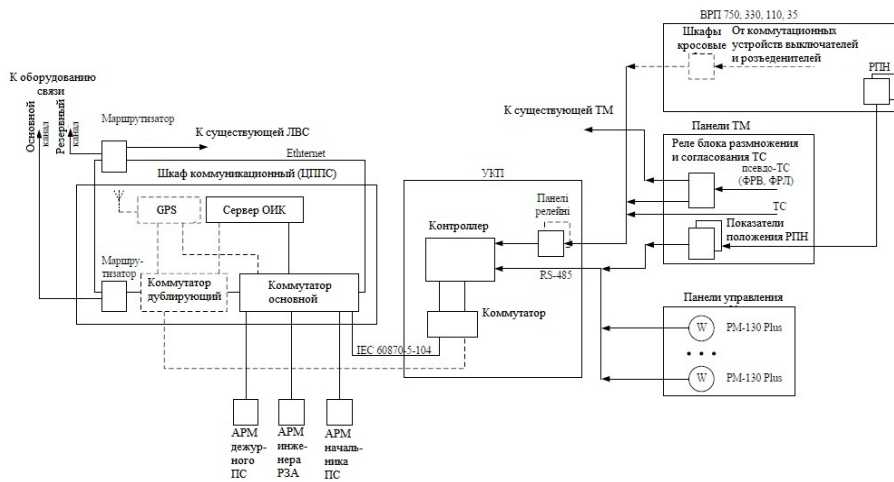 ВРП 750, 330, 110, 35
Шкафы
кросовые
От коммутационных
устройств выключателей
и розъеденителей
РПН
К оборудованию
связи
Основной
канал
Резервный
канал
Маршрутизатор
К существующей ЛВС
Ethternet
К существующей ТМ
Панели ТМ
Реле блока размножения
и согласования ТС
псевдо-ТС
(ФРВ, ФРЛ)
ТС
Показатели
положения РПН
Шкаф коммуникационный (ЦППС)
GPS
Сервер ОИК
Маршру-
тизатор
Коммутатор
дублирующий
Коммутатор
основной
УКП
Панелі
релейні
Контроллер
RS-485
Коммутатор
IEC 60870-5-104
Панели управления
W
PM-130 Plus
• • •
W
PM-130 Plus
АРМ
дежур-
ного
ПС
АРМ
инже-
нера
РЗА
АРМ
началь-
ника
ПС